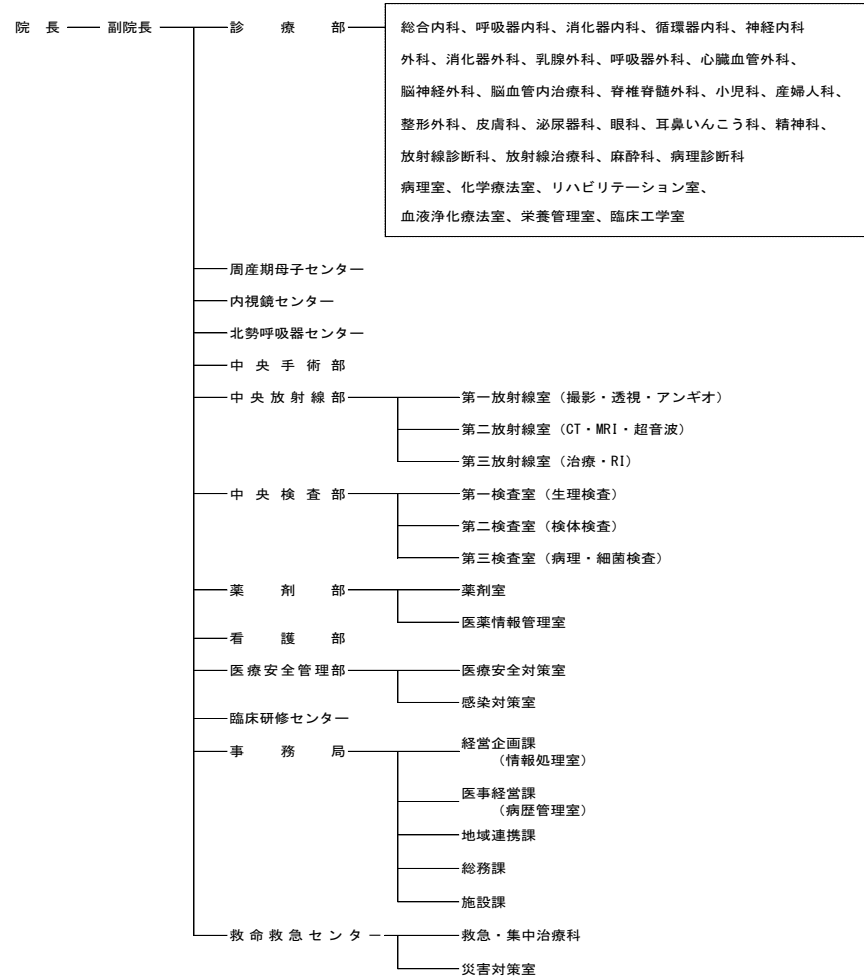 院長 副院長 診療部 総合内科、呼吸器内科、消化器内科、循環器内科、神経内科
外科、消化器外科、乳腺外科、呼吸器外科、心臓血管外科、
脳神経外科、脳血管内治療科、脊椎脊髄外科、小児科、産婦人科、
整形外科、皮膚科、泌尿器科、眼科、耳鼻いんこう科、精神科、
放射線診断科、放射線治療科、麻酔科、病理診断科
病理室、化学療法室、リハビリテーション室、
血液浄化療法室、栄養管理室、臨床工学室
周産期母子センター
内視鏡センター
北勢呼吸器センター
中央手術部
中央放射線部 第一放射線室（撮影・透視・アンギオ）
第二放射線室（CT・MRI・超音波）
第三放射線室（治療・RI）
中央検査部 第一検査室（生理検査）
第二検査室（検体検査）
第三検査室（病理・細菌検査）
薬剤部 薬剤室
医薬情報管理室
看護部
医療安全管理部 医療安全対策室
感染対策室
臨床研修センター
事務局 経営企画課
（情報処理室）
医事経営課
（病歴管理室）
地域連携課
総務課
施設課
救命救急センター 救急・集中治療科
災害対策室